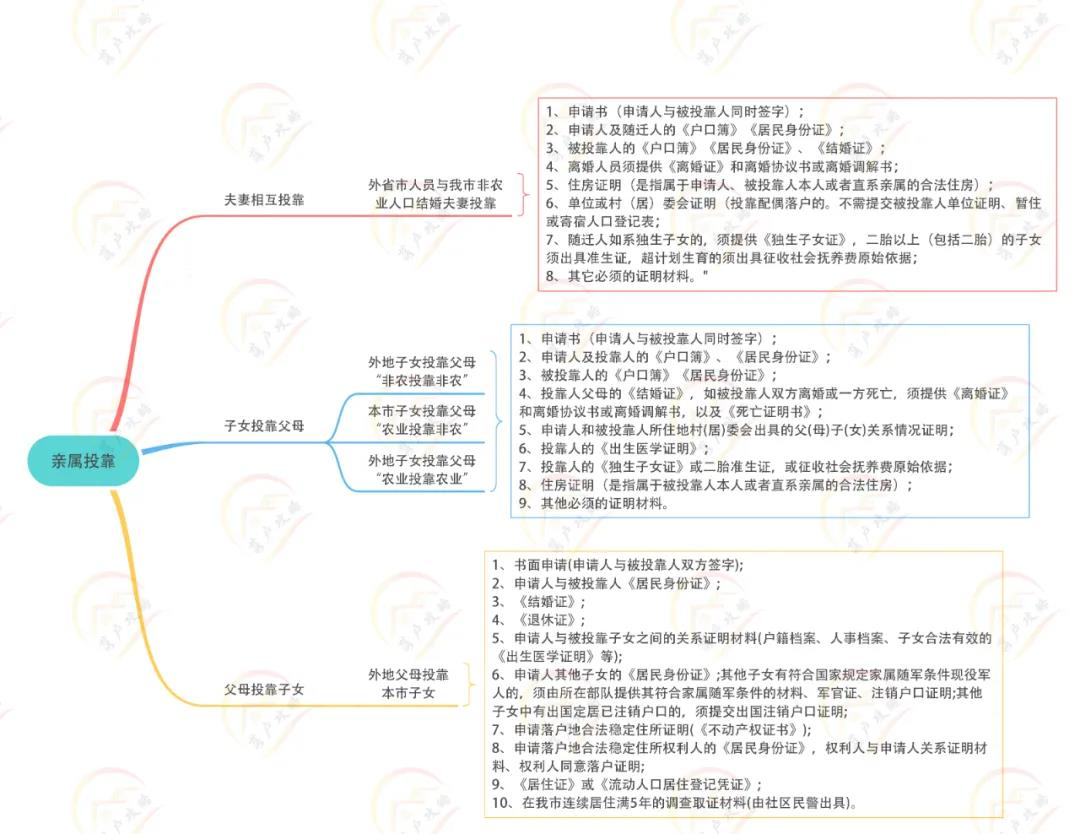 亲属投靠
夫妻相互投靠
外省市人员与我市非农
业人口结婚夫妻投靠
1、申请书（申请人与被投靠人同时签字）；
2、申请人及随迁人的《户口簿》《居民身份证》；
3、被投靠人的《户口簿》《居民身份证》、《结婚证》；
4、离婚人员须提供《离婚证》和离婚协议书或离婚调解书；
5、住房证明（是指属于申请人、被投靠人本人或者直系亲属的合法住房）；
6、单位或村（居）委会证明（投靠配偶落户的。不需提交被投靠人单位证明、暂住
或寄宿人口登记表；
7、随迁人如系独生子女的，须提供《独生子女证》，二胎以上（包括二胎）的子女
须出具准生证，超计划生育的须出具征收社会抚养费原始依据；
8、其它必须的证明材料。"
子女投靠父母
外地子女投靠父母
“非农投靠非农”
本市子女投靠父母
“农业投靠非农”
外地子女投靠父母
“农业投靠农业”
1、申请书（申请人与被投靠人同时签字）；
2、申请人及投靠人的《户口簿》、《居民身份证》；
3、被投靠人的《户口簿》《居民身份证》；
4、投靠人父母的《结婚证》，如被投靠人双方离婚或一方死亡，须提供《离婚证》
和离婚协议书或离婚调解书，以及《死亡证明书》；
5、申请人和被投靠人所住地村(居)委会出具的父(母)子(女)关系情况证明；
6、投靠人的《出生医学证明》；
7、投靠人的《独生子女证》或二胎准生证，或征收社会抚养费原始依据；
8、住房证明（是指属于被投靠人本人或者直系亲属的合法住房）；
9、其他必须的证明材料。
父母投靠子女
外地父母投靠
本市子女
1、书面申请(申请人与被投靠人双方签字);
2、申请人与被投靠人《居民身份证》;
3、《结婚证》;
4、《退休证》;
5、申请人与被投靠子女之间的关系证明材料(户籍档案、人事档案、子女合法有效的
《出生医学证明》等);
6、申请人其他子女的《居民身份证》;其他子女有符合国家规定家属随军条件现役军
人的，须由所在部队提供其符合家属随军条件的材料、军官证、注销户口证明;其他
子女中有出国定居已注销户口的，须提交出国注销户口证明;
7、申请落户地合法稳定住所证明(《不动产权证书》);
8、申请落户地合法稳定住所权利人的《居民身份证》，权利人与申请人关系证明材
料、权利人同意落户证明;
9、《居住证》或《流动人口居住登记凭证》;
10、在我市连续居住满5年的调查取证材料(由社区民警出具)。